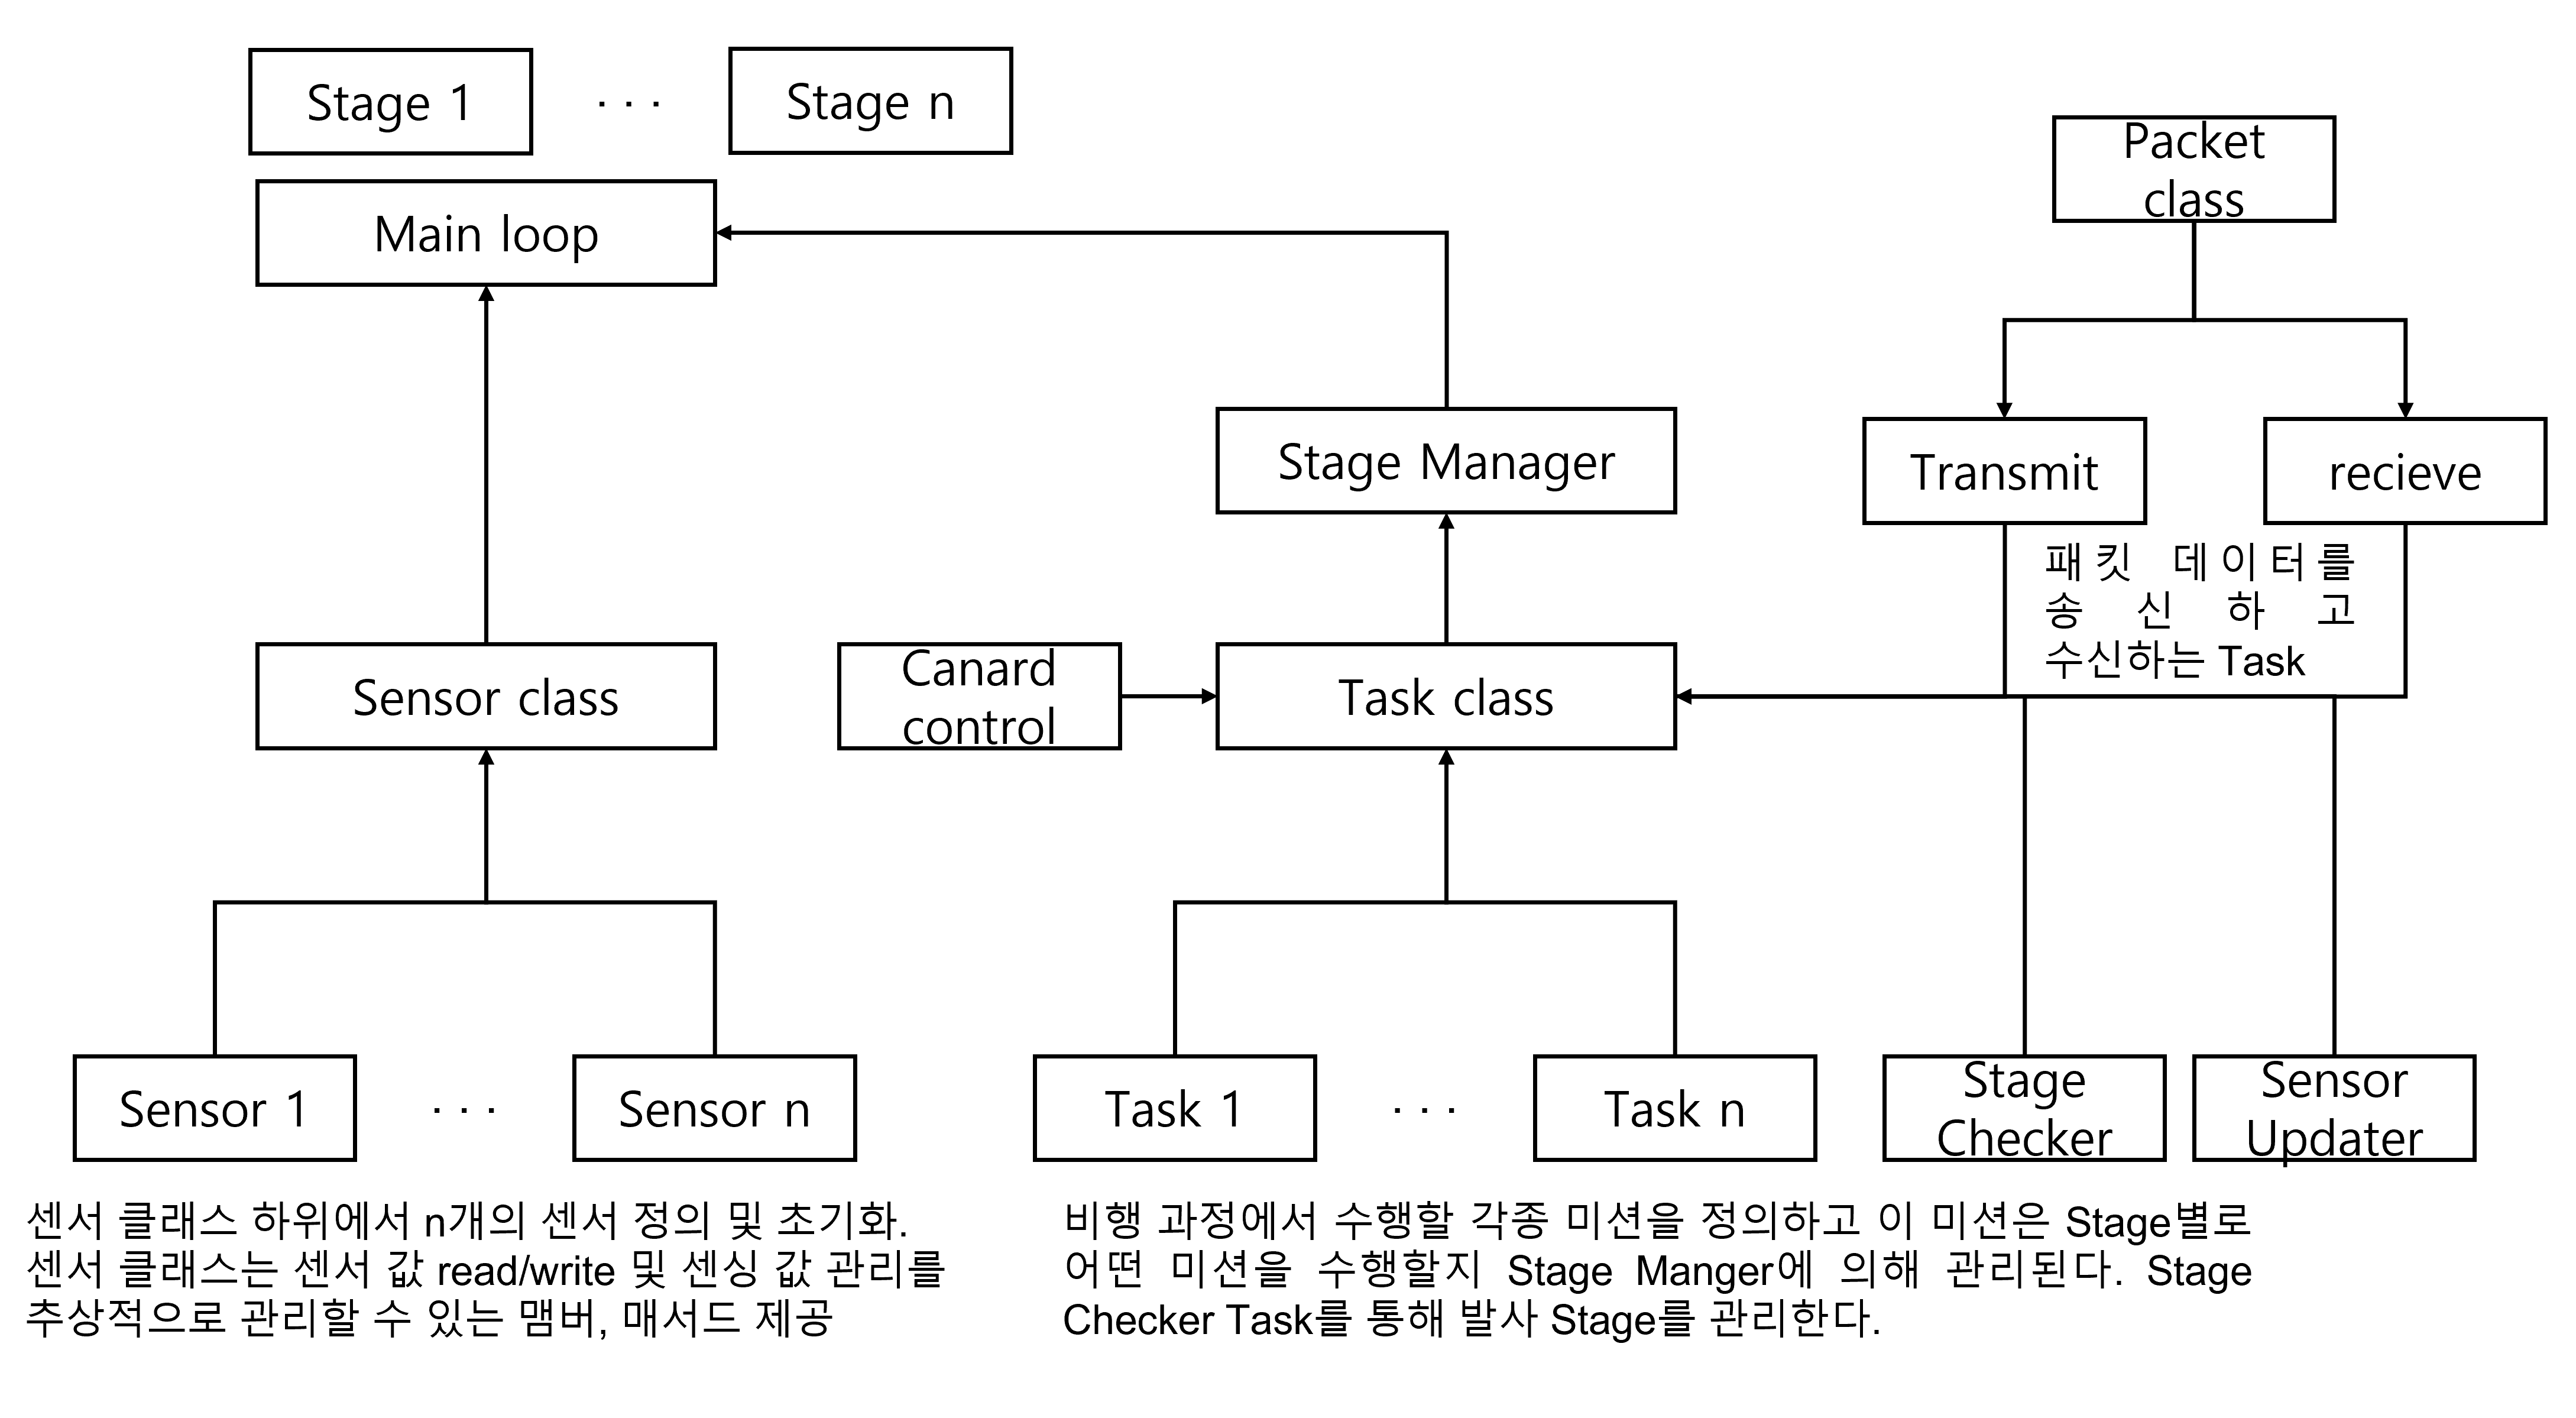 Stage 1
· · ·
Stage n
Packet
class
Main loop
Stage Manager
Transmit
recieve
패킷 데이터를
송신하고
수신하는 Task
Sensor class
Canard
control
Task class
Sensor 1
· · ·
Sensor n
Task 1
· · ·
Task n
Stage
Checker
Sensor
Updater
센서 클래스 하위에서 n개의 센서 정의 및 초기화.
센서 클래스는 센서 값 read/write 및 센싱 값 관리를
추상적으로 관리할 수 있는 맴버, 매서드 제공
비행 과정에서 수행할 각종 미션을 정의하고 이 미션은 Stage별로
어떤 미션을 수행할지 Stage Manger에 의해 관리된다. Stage
Checker Task를 통해 발사 Stage를 관리한다.